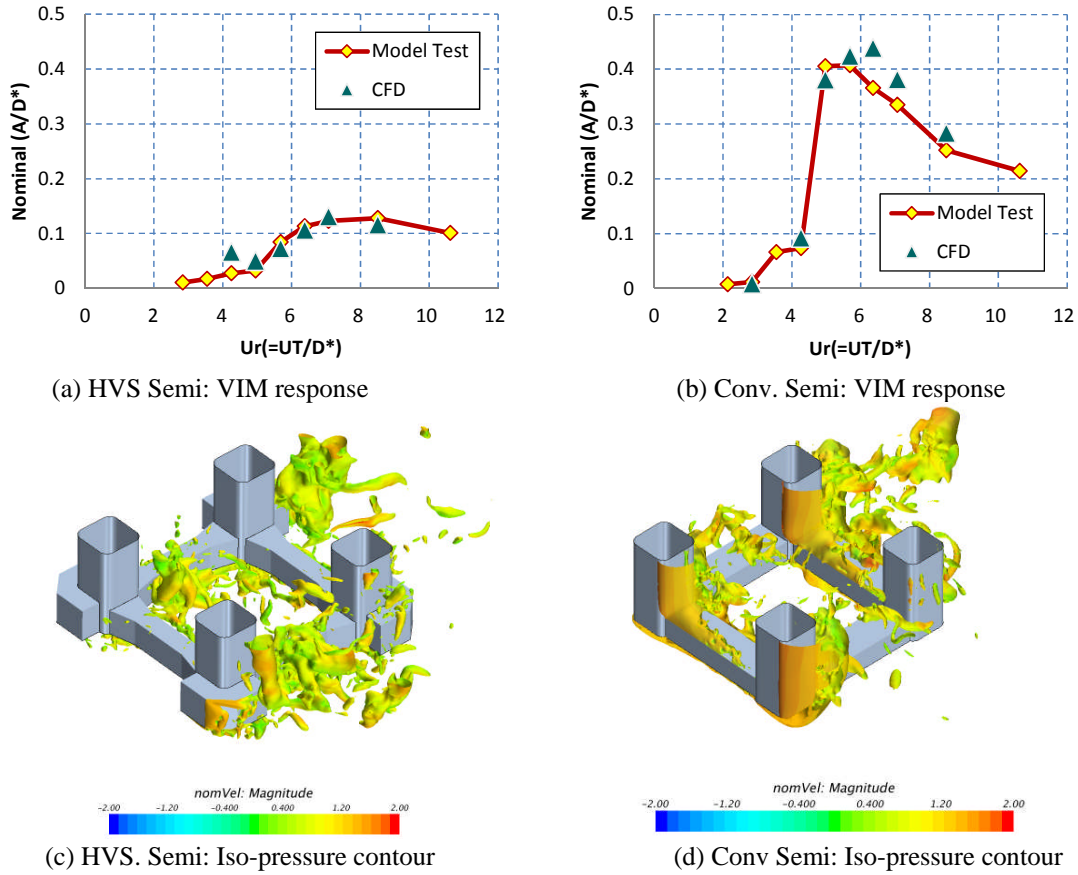 0.5
0.4
0.3
0.2
0.1
0
Nominal (A/D*)
Model Test
CFD
0 2 4 6 8 10 12
Ur(=UT/D*)
(a) HVS Semi: VIM response
0.5
0.4
0.3
0.2
0.1
0
Nominal (A/D*)
Model Test
CFD
0 2 4 6 8 10 12
Ur(=UT/D*)
(b) Conv. Semi: VIM response
nomVel: Magnitude
-2.00 -1.20 -0.400 0.400 1.20 2.00
(c) HVS. Semi: Iso-pressure contour
nomVel: Magnitude
-2.00 -1.20 -0.400 0.400 1.20 2.00
(d) Conv Semi: Iso-pressure contour